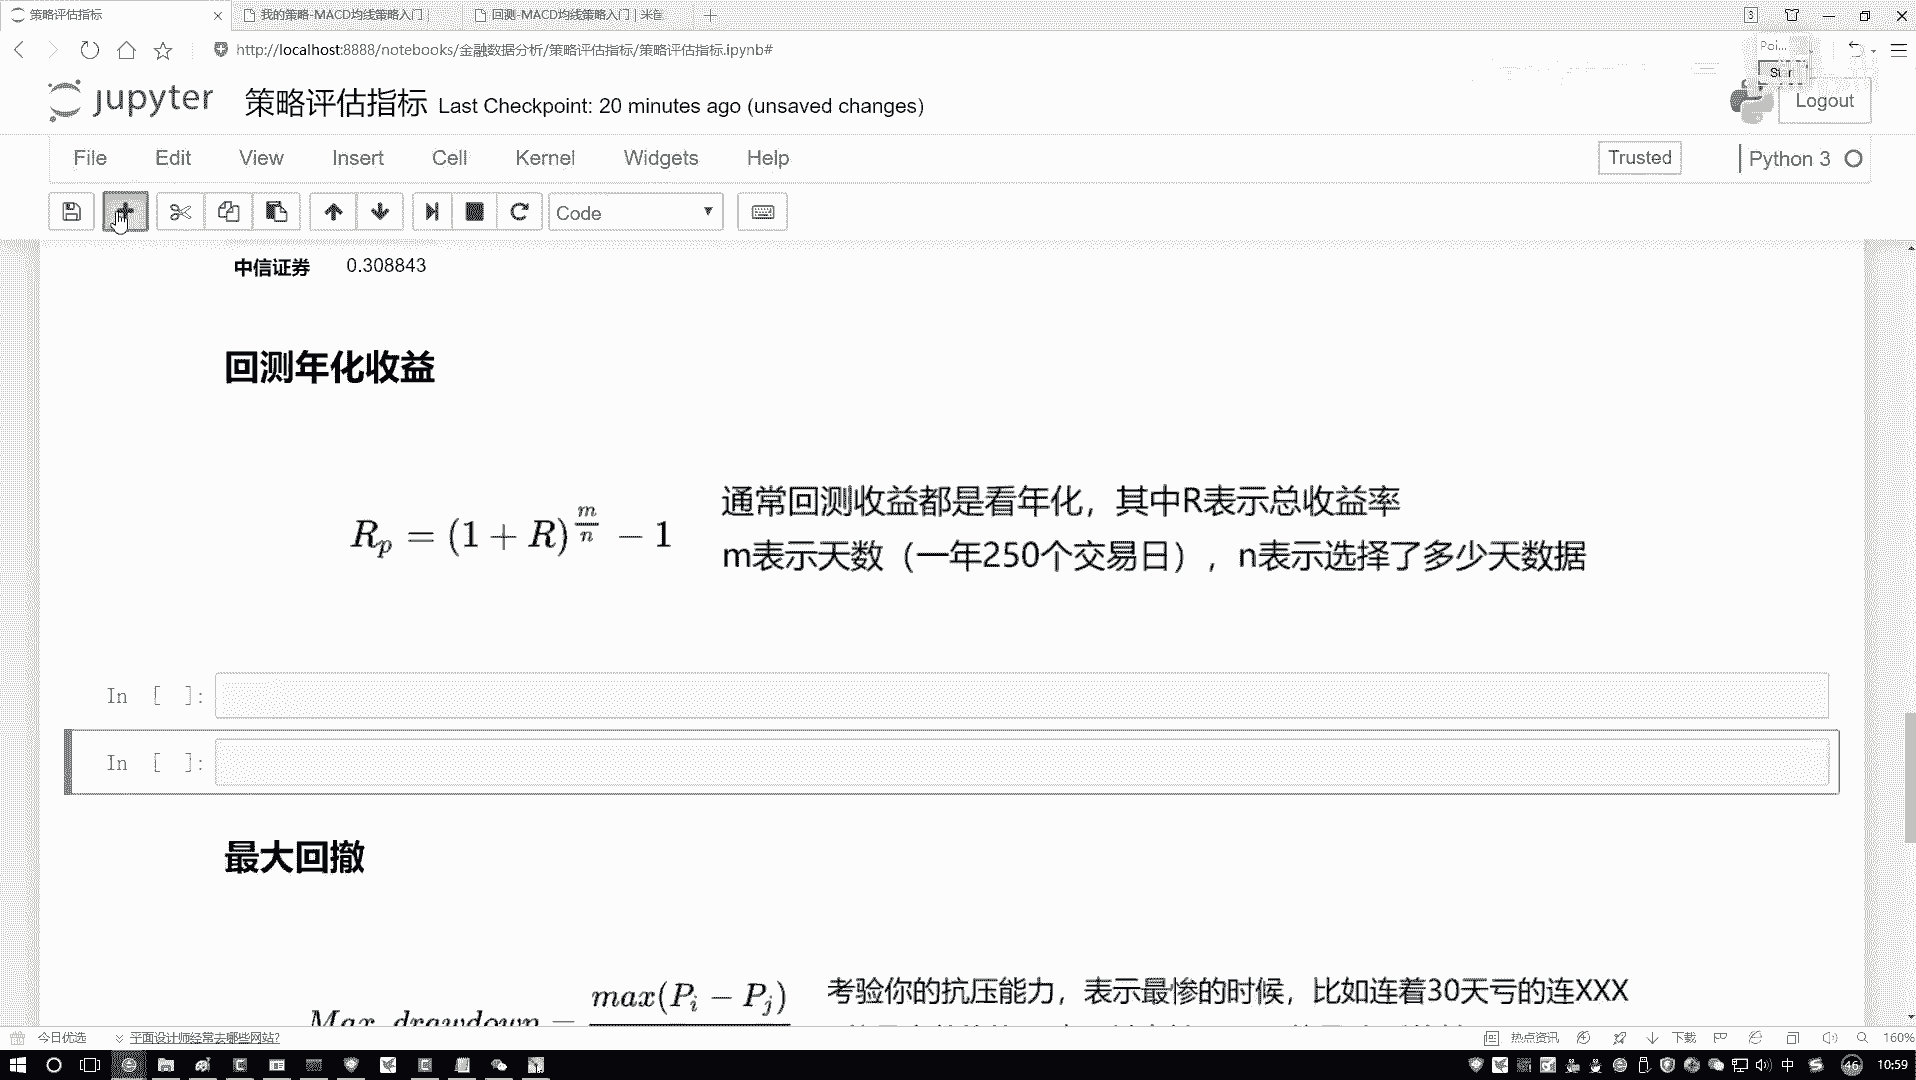 策略评估指标
我的策略-MACD均线策略入门
回测-MACD均线策略入门 | 米筐
3
http://localhost:8888/notebooks/金融数据分析/策略评估指标/策略评估指标.ipynb#
Poi...
jupyter 策略评估指标 Last Checkpoint: 20 minutes ago (unsaved changes)
Logout
File Edit View Insert Cell Kernel Widgets Help
Trusted
Python 3
Code
中信证券 0.308843
回测年化收益
R_p = (1 + R)^{\frac{m}{n}} − 1
通常回测收益都是看年化，其中R表示总收益率
m表示天数（一年250个交易日），n表示选择了多少天数据
In [ ]:
In [ ]:
最大回撤
max(P_i − P_j)
Max_drawdown =
考验你的抗压能力，表示最惨的时候，比如连着30天亏的连XXX
今日优选
平面设计师经常去哪些网站?
热点资讯
下载
160%
中
46
10:59